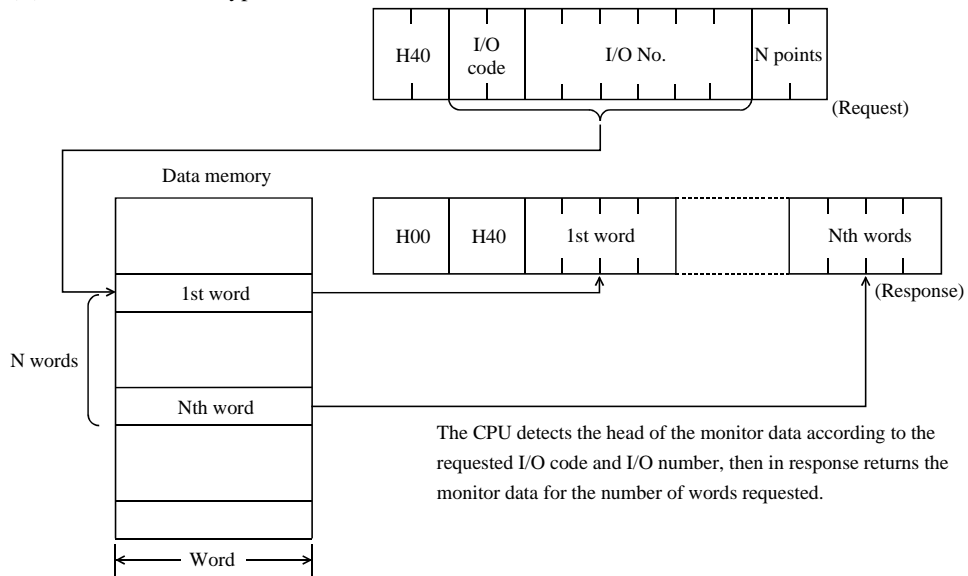 H40
I/O
code
I/O No.
N points
(Request)
Data memory
H00
H40
1st word
Nth words
(Response)
1st word
N words
Nth word
The CPU detects the head of the monitor data according to the
requested I/O code and I/O number, then in response returns the
monitor data for the number of words requested.
Word